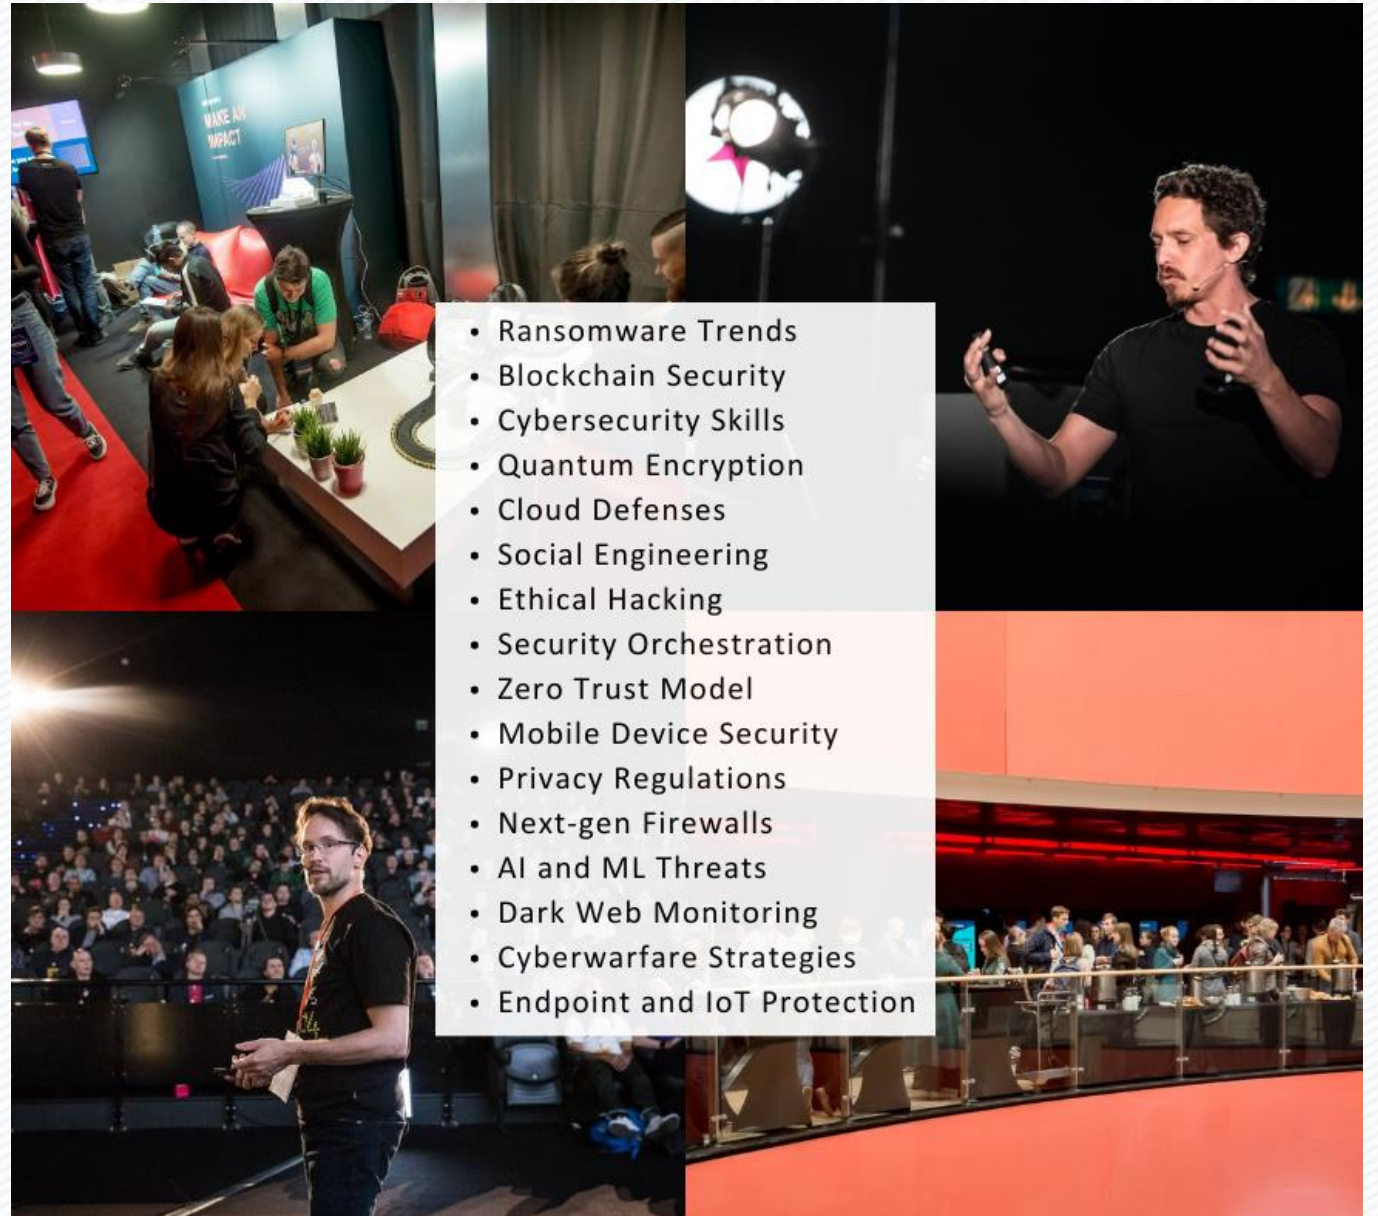 MAKE AN
IMPACT
• Ransomware Trends
• Blockchain Security
• Cybersecurity Skills
• Quantum Encryption
• Cloud Defenses
• Social Engineering
• Ethical Hacking
• Security Orchestration
• Zero Trust Model
• Mobile Device Security
• Privacy Regulations
• Next-gen Firewalls
• AI and ML Threats
• Dark Web Monitoring
• Cyberwarfare Strategies
• Endpoint and IoT Protection